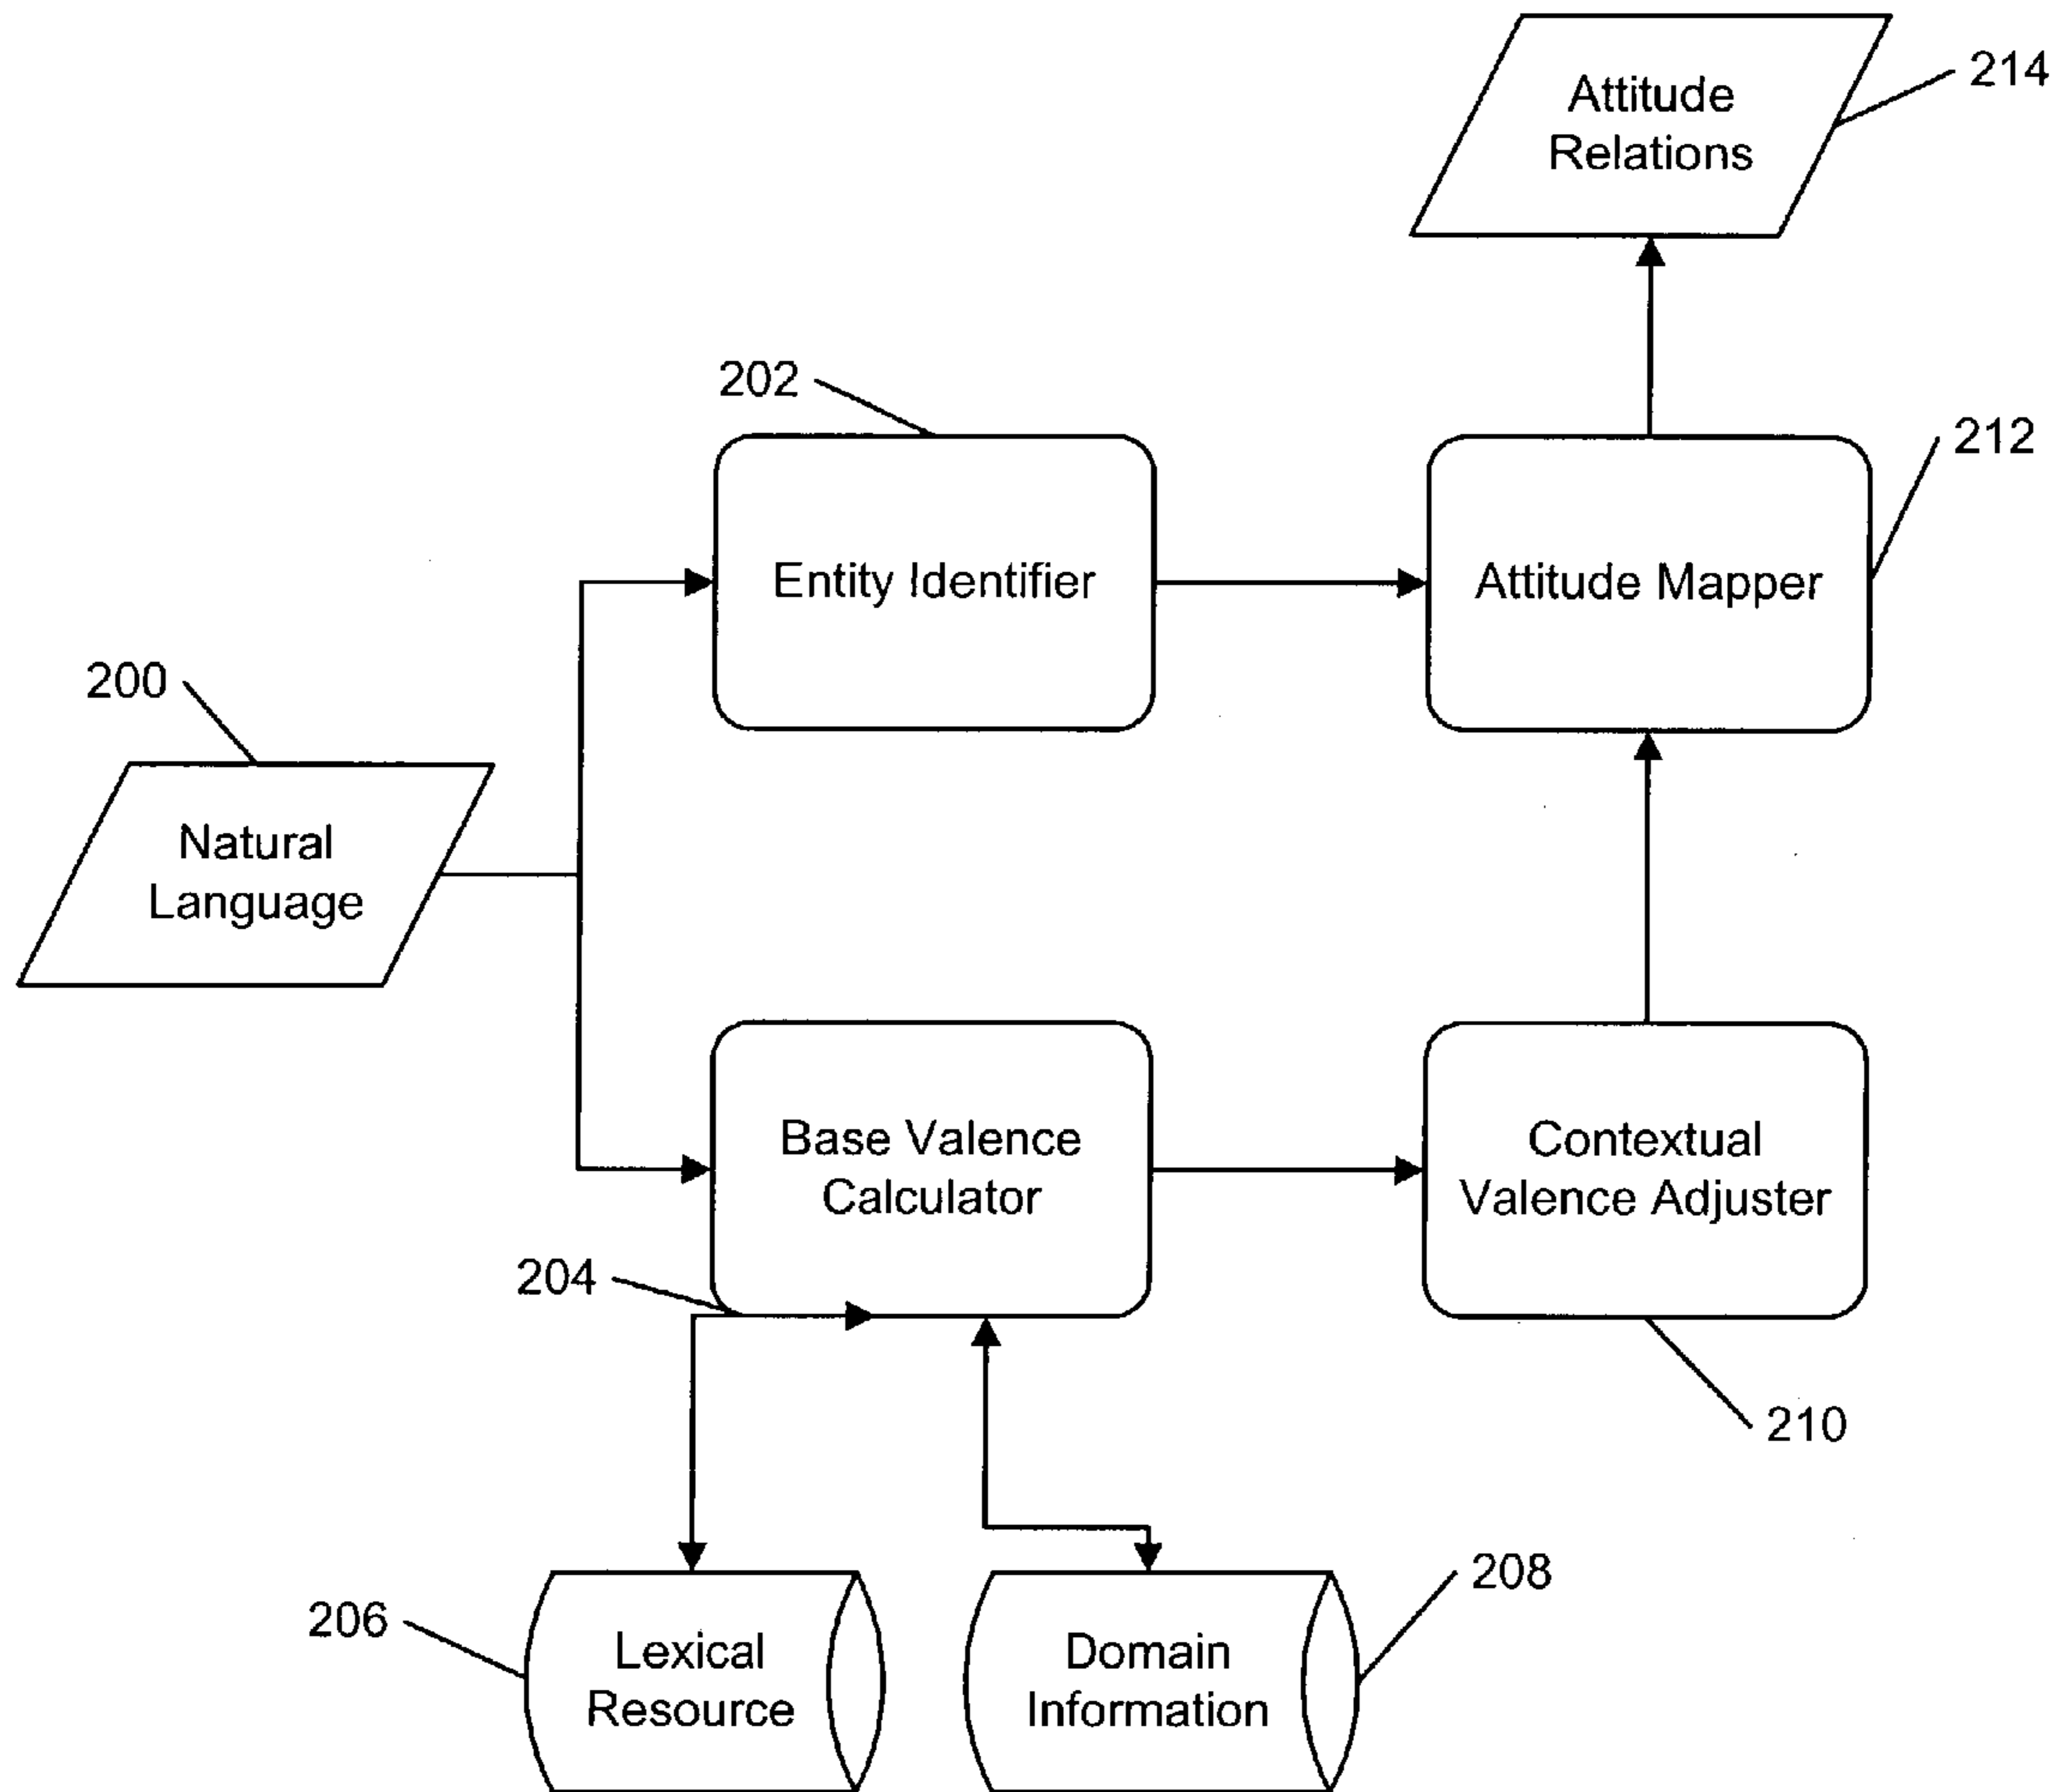 Attitude
Relations
214
202
212
Entity Identifier
Attitude Mapper
200
Natural
Language
Base Valence
Calculator
Contextual
Valence Adjuster
204
210
206
Lexical
Resource
Domain
Information
208